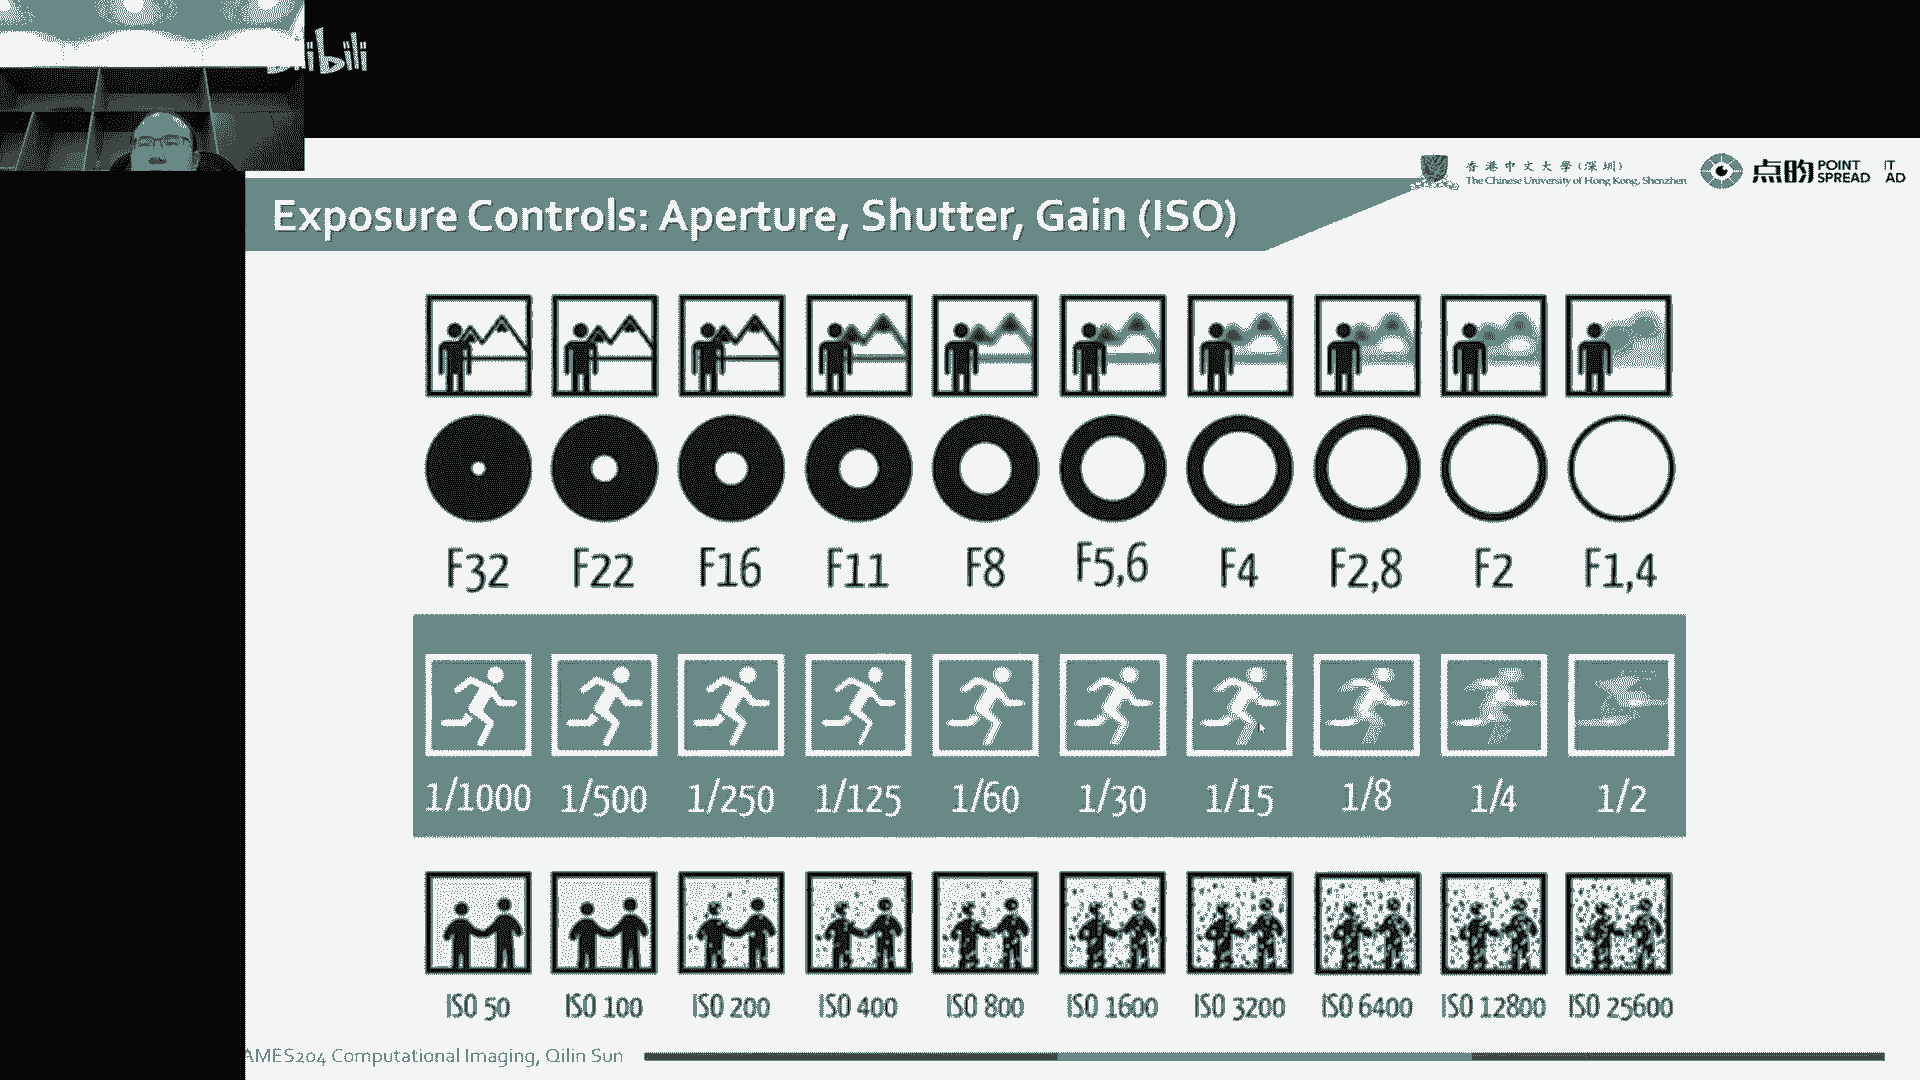 bilibili
香港中文大學(深圳)
The Chinese University of Hong Kong, Shenzhen
点昀 POINT SPREAD
IT
AD
Exposure Controls: Aperture, Shutter, Gain (ISO)
F32 F22 F16 F11 F8 F5,6 F4 F2,8 F2 F1,4
1/1000 1/500 1/250 1/125 1/60 1/30 1/15 1/8 1/4 1/2
ISO 50 ISO 100 ISO 200 ISO 400 ISO 800 ISO 1600 ISO 3200 ISO 6400 ISO 12800 ISO 25600
AMES204 Computational Imaging, Qilin Sun